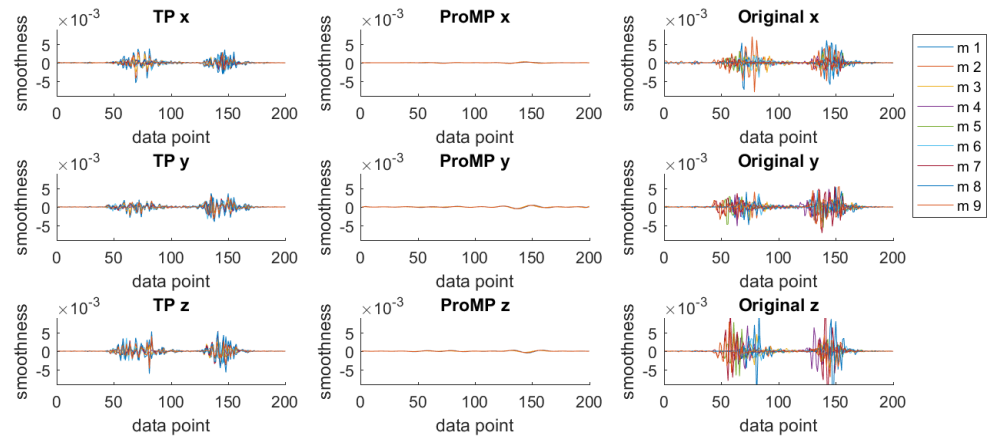 TP x
ProMP x
Original x
×10-3
×10-3
×10-3
smoothness
smoothness
smoothness
5
0
-5
5
0
-5
5
0
-5
0 50 100 150 200
0 50 100 150 200
0 50 100 150 200
data point
data point
data point
TP y
ProMP y
Original y
×10-3
×10-3
×10-3
smoothness
smoothness
smoothness
5
0
-5
5
0
-5
5
0
-5
0 50 100 150 200
0 50 100 150 200
0 50 100 150 200
data point
data point
data point
TP z
ProMP z
Original z
×10-3
×10-3
×10-3
smoothness
smoothness
smoothness
5
0
-5
5
0
-5
5
0
-5
0 50 100 150 200
0 50 100 150 200
0 50 100 150 200
data point
data point
data point
m 1
m 2
m 3
m 4
m 5
m 6
m 7
m 8
m 9